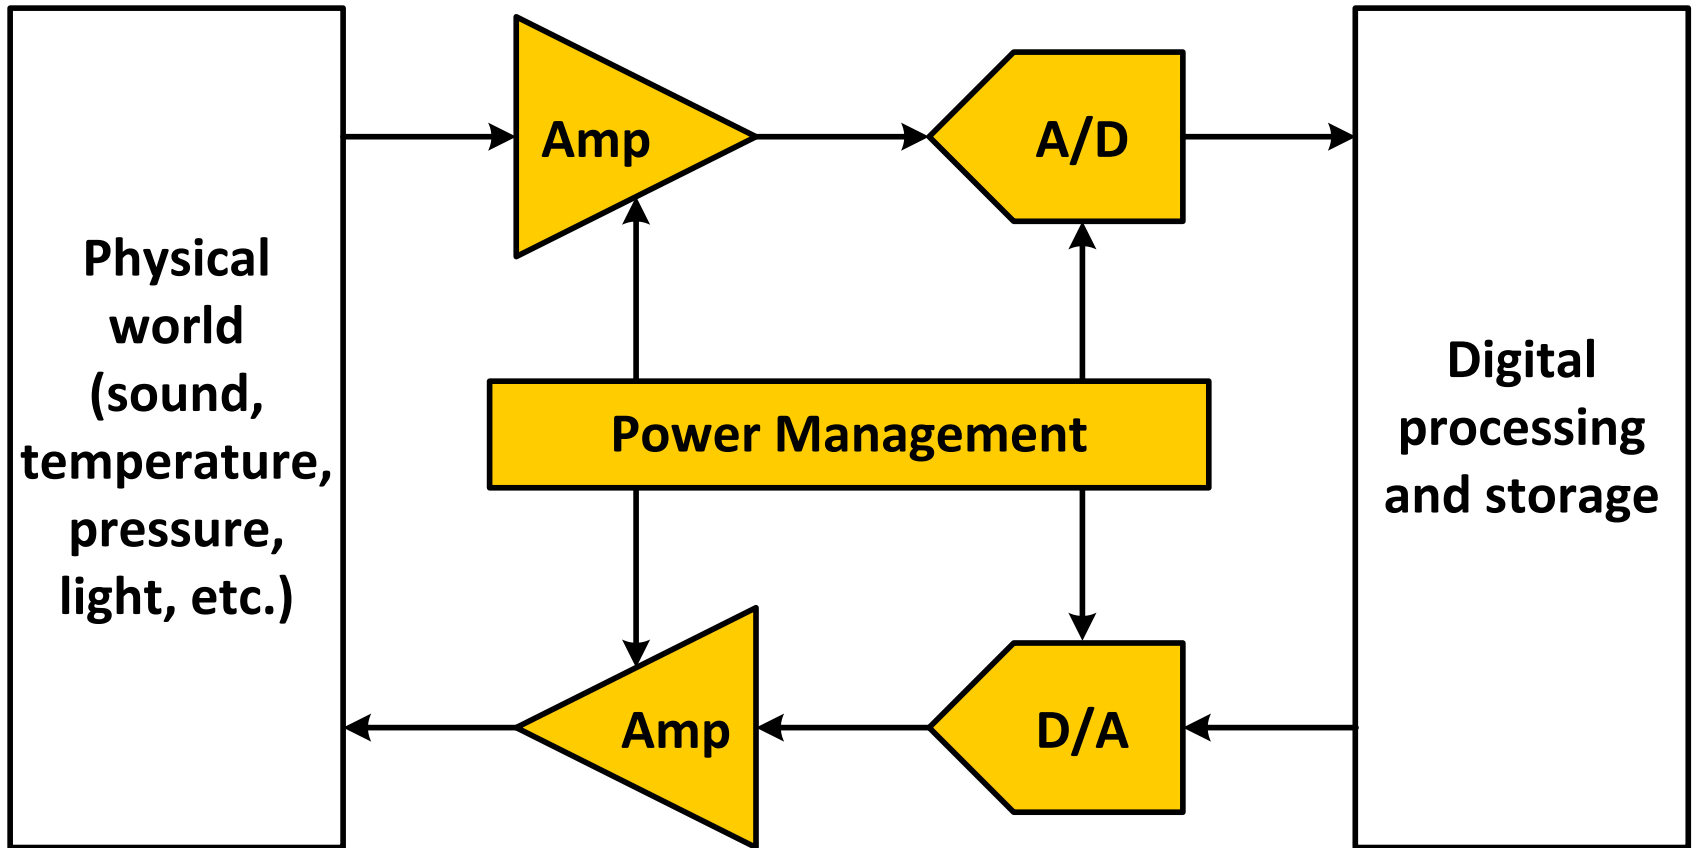 Physical
world
(sound,
temperature,
pressure,
light, etc.)
Amp
A/D
Power Management
Amp
D/A
Digital
processing
and storage